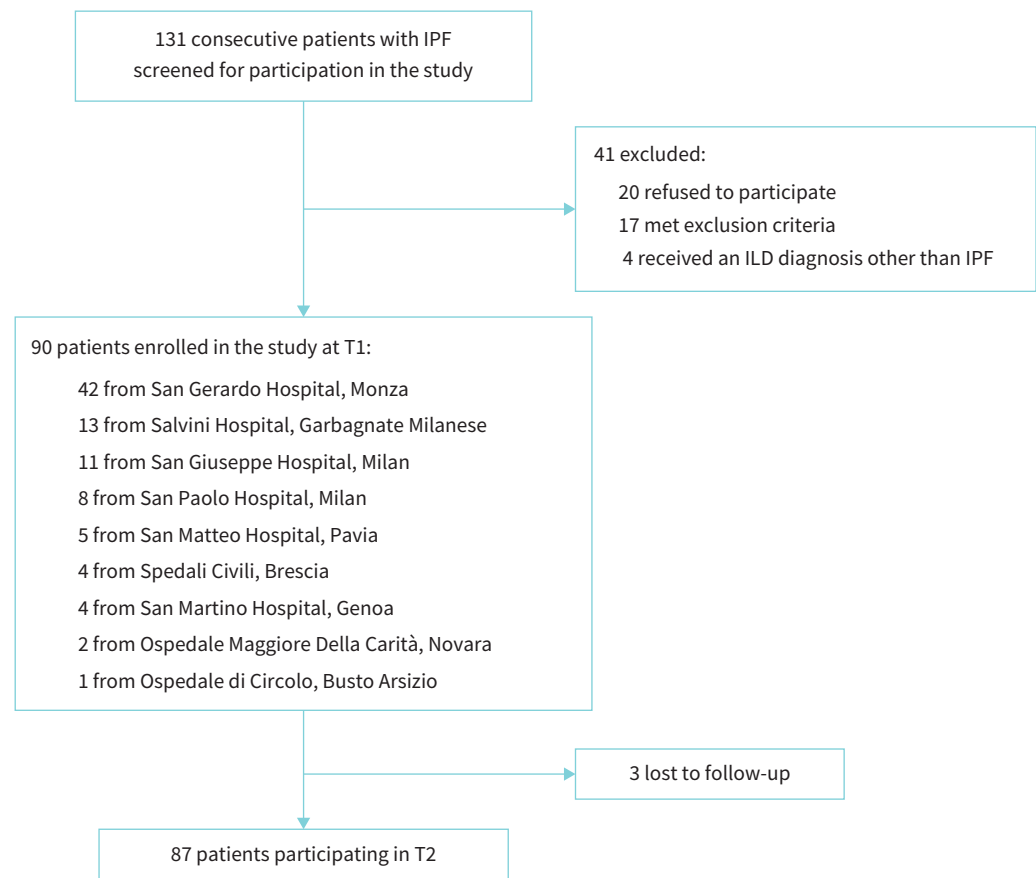 131 consecutive patients with IPF
screened for participation in the study
41 excluded:
20 refused to participate
17 met exclusion criteria
4 received an ILD diagnosis other than IPF
90 patients enrolled in the study at T1:
42 from San Gerardo Hospital, Monza
13 from Salvini Hospital, Garbagnate Milanese
11 from San Giuseppe Hospital, Milan
8 from San Paolo Hospital, Milan
5 from San Matteo Hospital, Pavia
4 from Spedali Civili, Brescia
4 from San Martino Hospital, Genoa
2 from Ospedale Maggiore Della Carità, Novara
1 from Ospedale di Circolo, Busto Arsizio
3 lost to follow-up
87 patients participating in T2